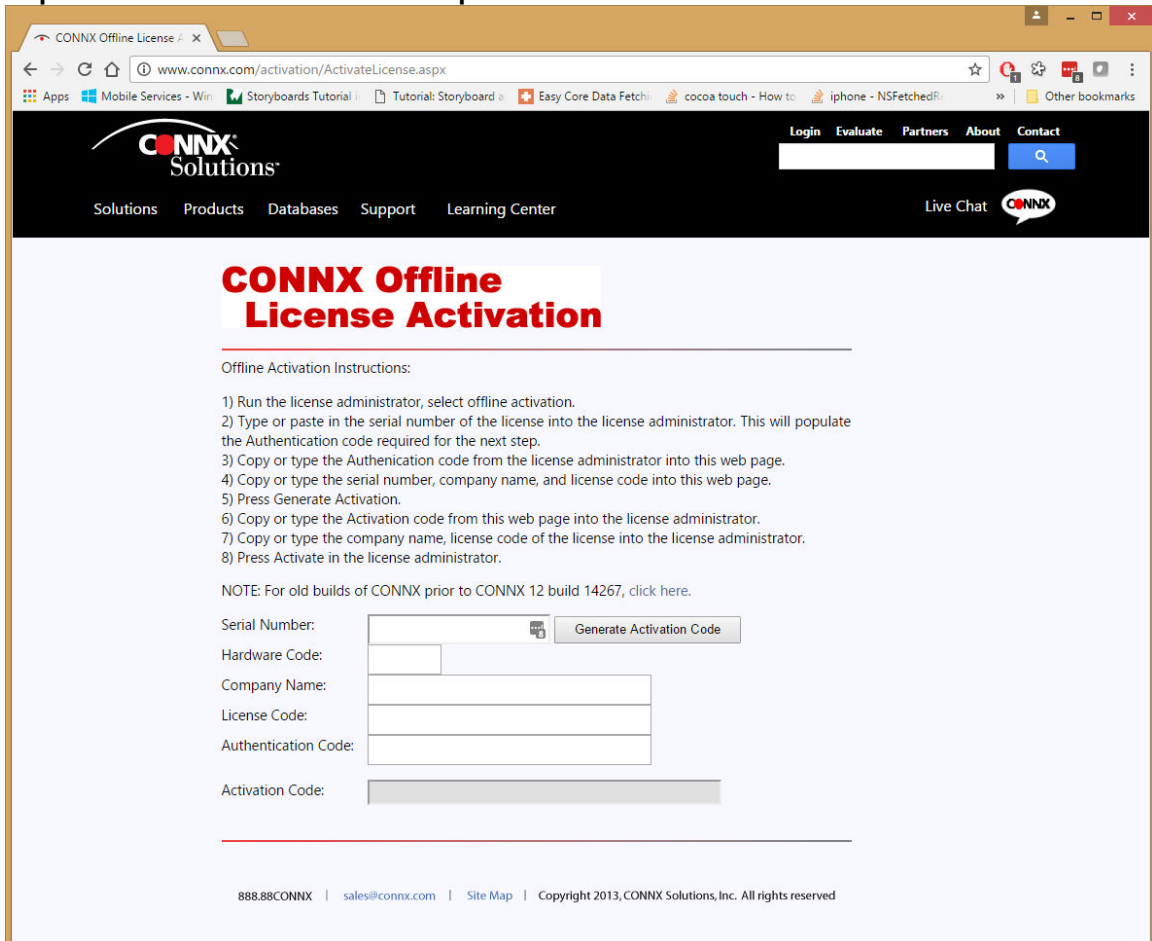 CONNX Offline License A
www.connx.com/activation/ActivateLicense.aspx
1
8
Apps Mobile Services - Win Storyboards Tutorial Tutorial: Storyboard a Easy Core Data Fetchi cocoa touch - How to iphone - NSFetchedR » Other bookmarks
Login Evaluate Partners About Contact
CONNX
Solutions
Solutions Products Databases Support Learning Center Live Chat CONNX
CONNX Offline
License Activation
Offline Activation Instructions:
1) Run the license administrator, select offline activation.
2) Type or paste in the serial number of the license into the license administrator. This will populate
the Authentication code required for the next step.
3) Copy or type the Authenication code from the license administrator into this web page.
4) Copy or type the serial number, company name, and license code into this web page.
5) Press Generate Activation.
6) Copy or type the Activation code from this web page into the license administrator.
7) Copy or type the company name, license code of the license into the license administrator.
8) Press Activate in the license administrator.
NOTE: For old builds of CONNX prior to CONNX 12 build 14267, click here.
Serial Number: 8 Generate Activation Code
Hardware Code:
Company Name:
License Code:
Authentication Code:
Activation Code:
888.88CONNX | sales@connx.com | Site Map | Copyright 2013, CONNX Solutions, Inc. All rights reserved